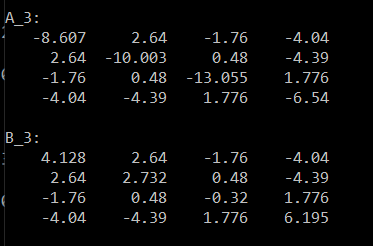 A_3:
-8.607 2.64 -1.76 -4.04
2.64 -10.003 0.48 -4.39
-1.76 0.48 -13.055 1.776
-4.04 -4.39 1.776 -6.54
B_3:
4.128 2.64 -1.76 -4.04
2.64 2.732 0.48 -4.39
-1.76 0.48 -0.32 1.776
-4.04 -4.39 1.776 6.195